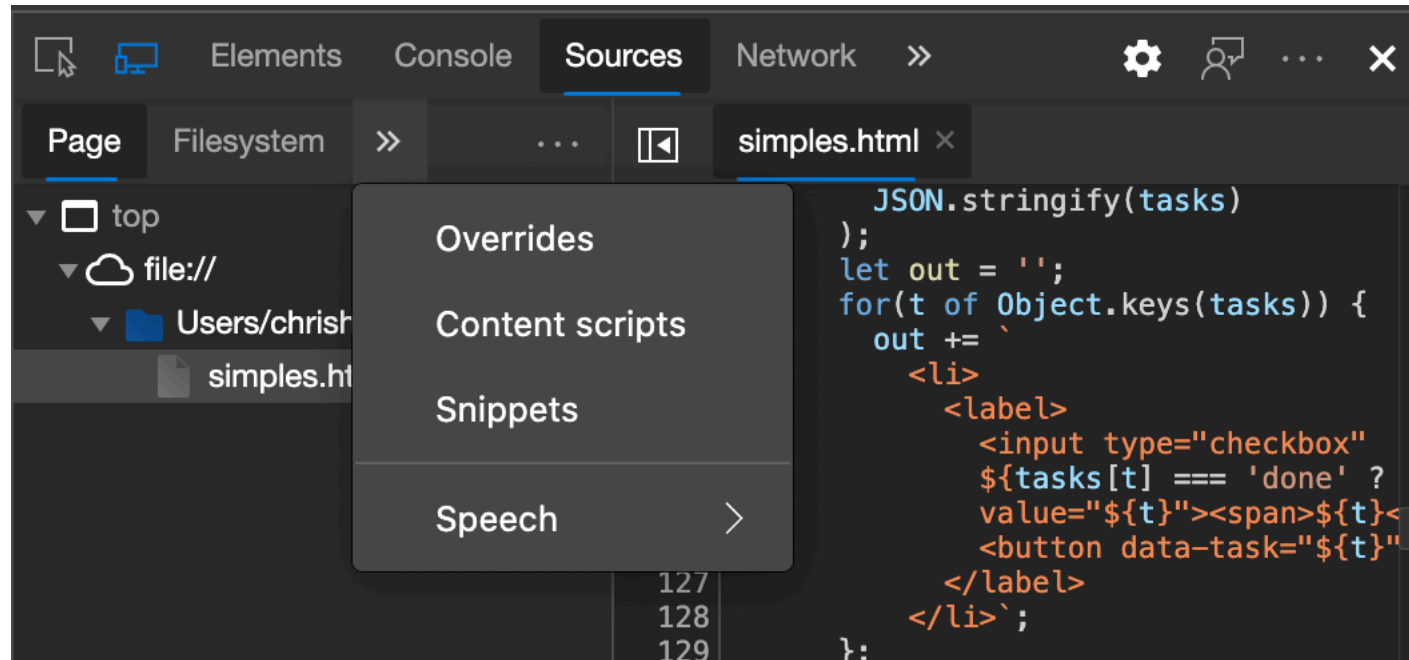 Elements Console Sources Network »
Page Filesystem » ... simples.html ×
top
file://
Users/chrish
simples.ht
Overrides
Content scripts
Snippets
Speech
JSON.stringify(tasks)
);
let out = '';
for(t of Object.keys(tasks)) {
out += `
<li>
<label>
<input type="checkbox"
${tasks[t] === 'done' ?
value="${t}"><span>${t}<
<button data-task="${t}"
127 </label>
128 </li>`;
129 };